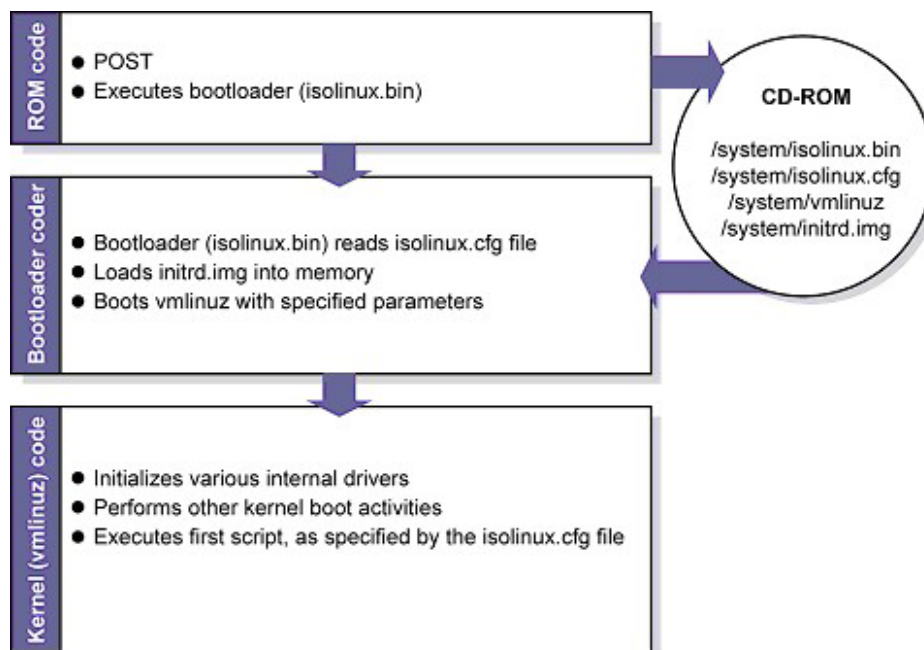 ROM code
● POST
● Executes bootloader (isolinux.bin)
CD-ROM
/system/isolinux.bin
/system/isolinux.cfg
/system/vmlinuz
/system/initrd.img
Bootloader coder
● Bootloader (isolinux.bin) reads isolinux.cfg file
● Loads initrd.img into memory
● Boots vmlinuz with specified parameters
Kernel (vmlinuz) code
● Initializes various internal drivers
● Performs other kernel boot activities
● Executes first script, as specified by the isolinux.cfg file